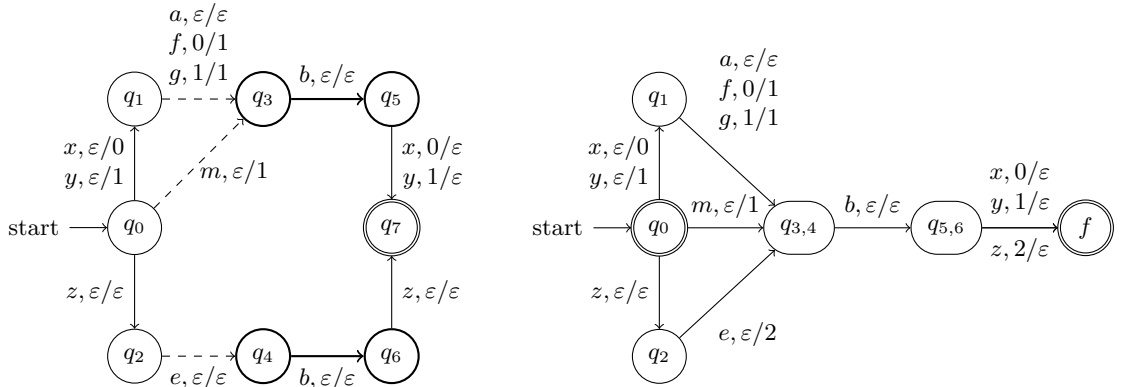 a, ε/ε
f, 0/1
g, 1/1
b, ε/ε
q1
q3
q5
x, ε/0
y, ε/1
m, ε/1
x, 0/ε
y, 1/ε
start
q0
q7
z, ε/ε
z, ε/ε
q2
q4
q6
e, ε/ε
b, ε/ε
a, ε/ε
f, 0/1
g, 1/1
q1
x, ε/0
y, ε/1
start
q0
m, ε/1
q3,4
b, ε/ε
q5,6
x, 0/ε
y, 1/ε
z, 2/ε
f
z, ε/ε
e, ε/2
q2